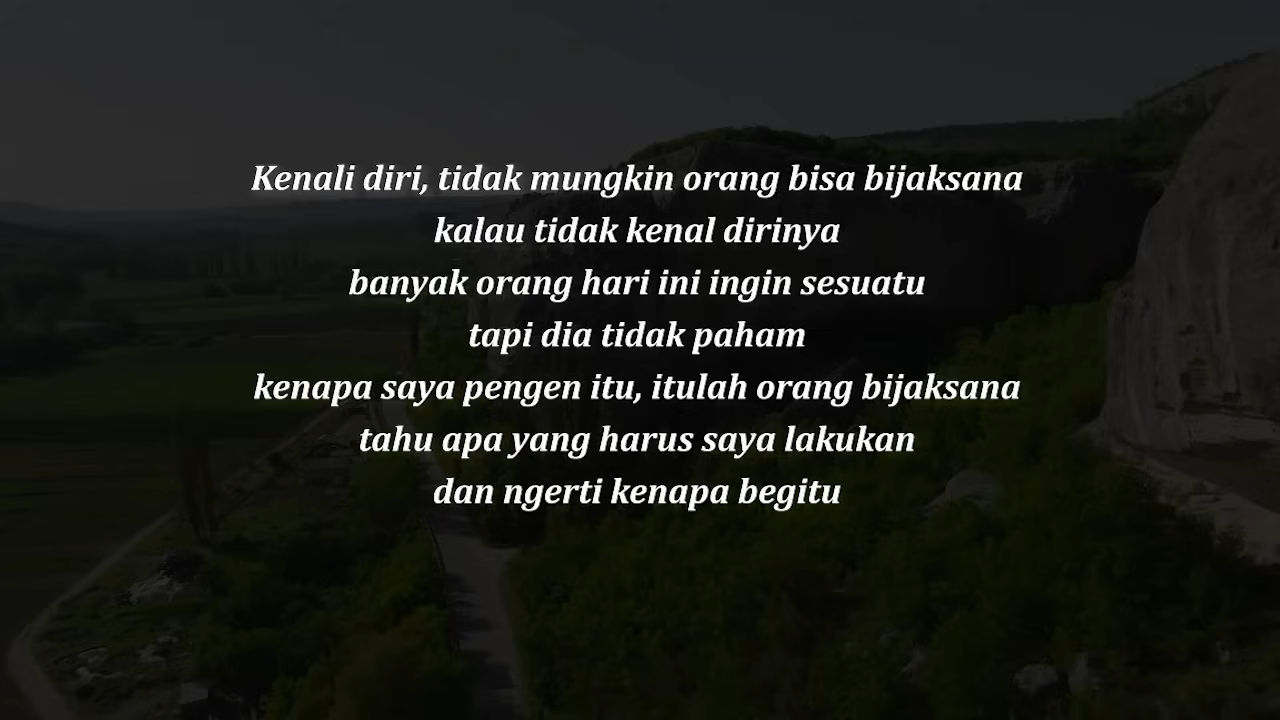 Kenali diri, tidak mungkin orang bisa bijaksana
kalau tidak kenal dirinya
banyak orang hari ini ingin sesuatu
tapi dia tidak paham
kenapa saya pengen itu, itulah orang bijaksana
tahu apa yang harus saya lakukan
dan ngerti kenapa begitu